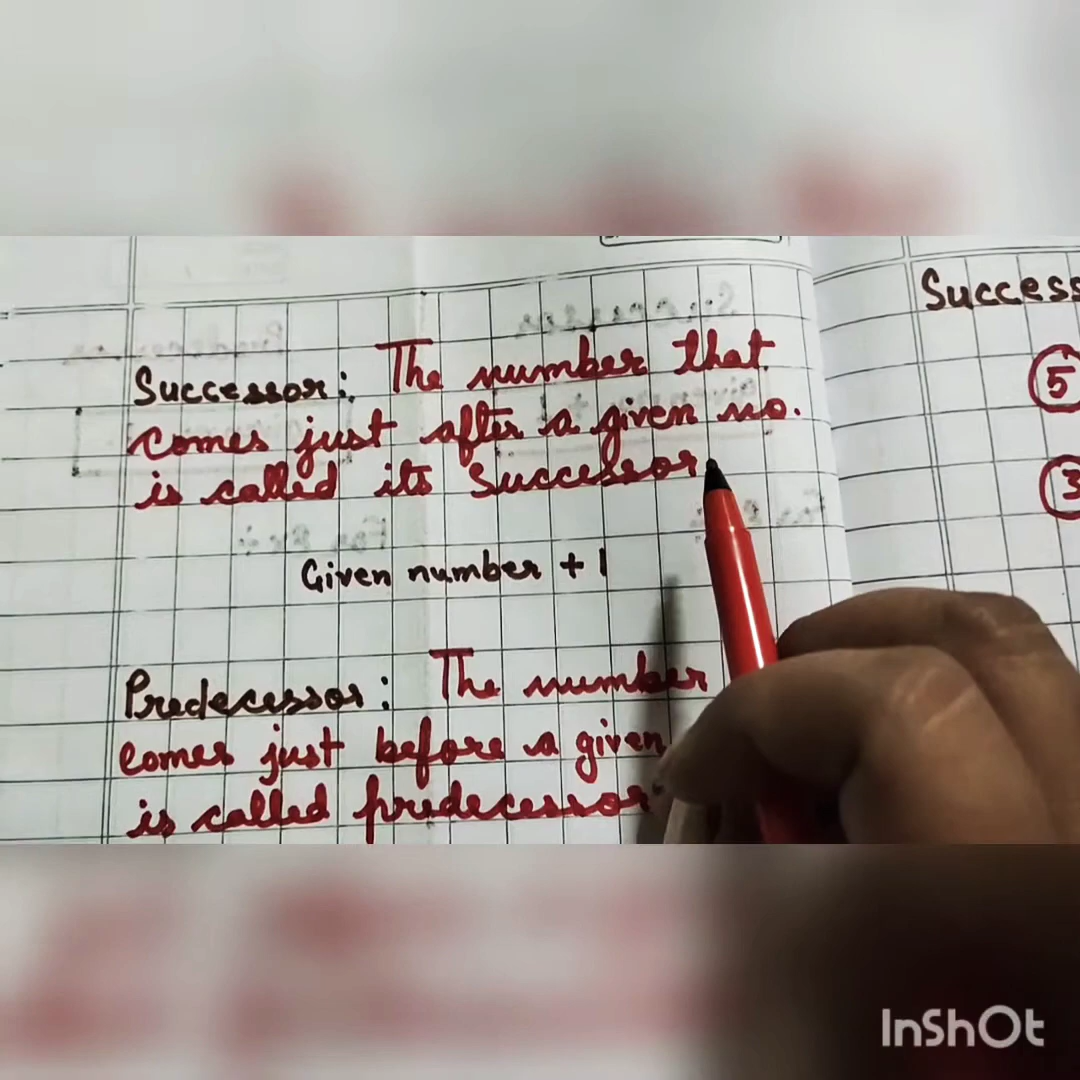 Successor: The number that
comes just after a given no.
is called its Successor
Given number + 1
Predecessor: The number
comes just before a given
is called predecessor
Success
5
3
InShOt